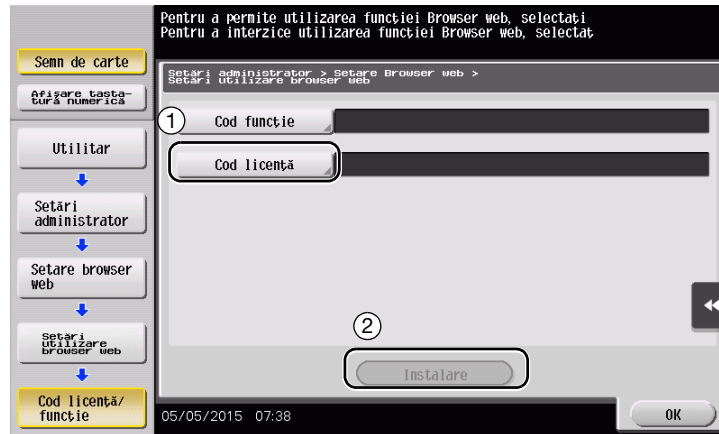 Pentru a permite utilizarea funcției Browser web, selectați
Pentru a interzice utilizarea funcției Browser web, selectaț
Semn de carte
Afișare tasta-
tură numerică
Utilitar
Setări
administrator
Setare browser
web
Setări
utilizare
browser web
Cod licență/
funcție
Setări administrator > Setare Browser web >
Setări utilizare browser web
1
Cod funcție
Cod licență
2
Instalare
05/05/2015 07:38
OK